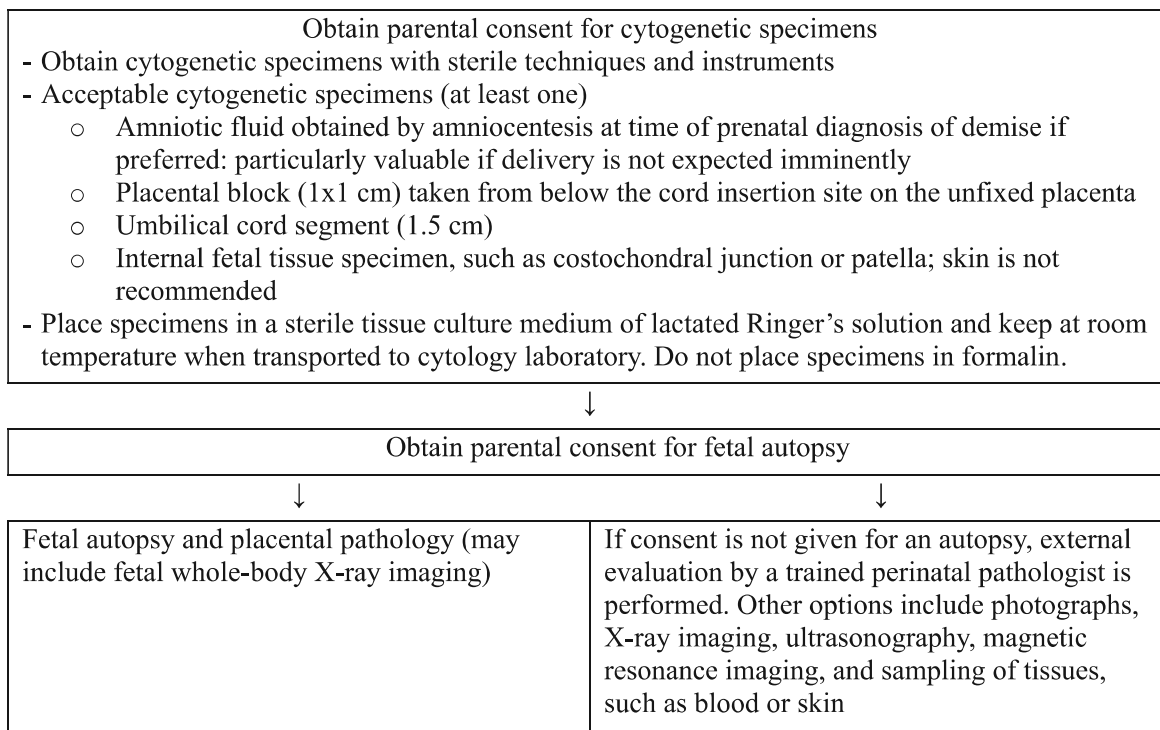 Obtain parental consent for cytogenetic specimens
- Obtain cytogenetic specimens with sterile techniques and instruments
- Acceptable cytogenetic specimens (at least one)
o Amniotic fluid obtained by amniocentesis at time of prenatal diagnosis of demise if
preferred: particularly valuable if delivery is not expected imminently
o Placental block (1x1 cm) taken from below the cord insertion site on the unfixed placenta
o Umbilical cord segment (1.5 cm)
o Internal fetal tissue specimen, such as costochondral junction or patella; skin is not
recommended
- Place specimens in a sterile tissue culture medium of lactated Ringer’s solution and keep at room
temperature when transported to cytology laboratory. Do not place specimens in formalin.
↓
Obtain parental consent for fetal autopsy
↓ ↓
Fetal autopsy and placental pathology (may
include fetal whole-body X-ray imaging)
If consent is not given for an autopsy, external
evaluation by a trained perinatal pathologist is
performed. Other options include photographs,
X-ray imaging, ultrasonography, magnetic
resonance imaging, and sampling of tissues,
such as blood or skin